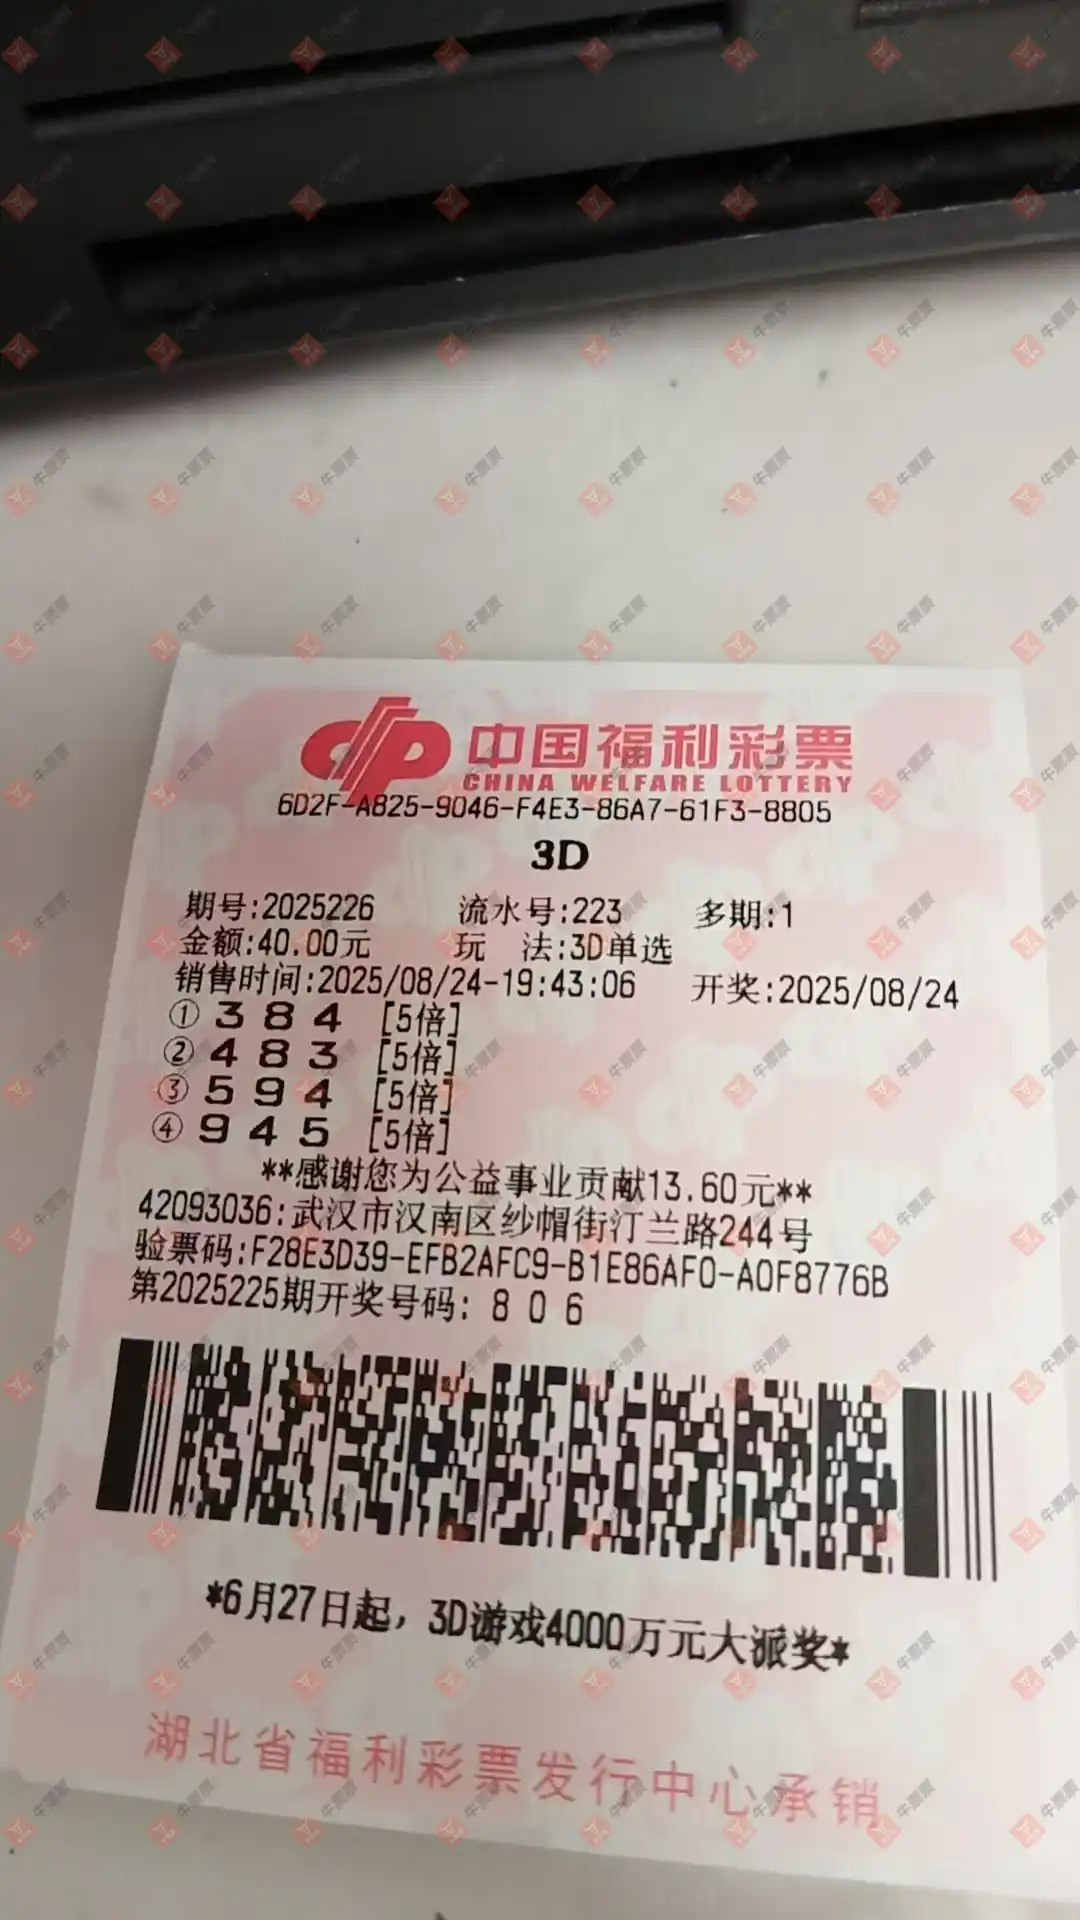 中国福利彩票
CHINA WELFARE LOTTERY
6D2F-A825-9046-F4E3-86A7-61F3-8805
3D
期号:2025226 流水号:223 多期:1
金额:40.00元 玩 法:3D单选
销售时间:2025/08/24-19:43:06 开奖:2025/08/24
① 3 8 4 [5倍]
② 4 8 3 [5倍]
③ 5 9 4 [5倍]
④ 9 4 5 [5倍]
**感谢您为公益事业贡献13.60元**
42093036:武汉市汉南区纱帽街汀兰路244号
验票码:F28E3D39-EFB2AFC9-B1E86AF0-A0F8776B
第2025225期开奖号码: 8 0 6
*6月27日起，3D游戏4000万元大派奖*
湖北省福利彩票发行中心承销
牛票票